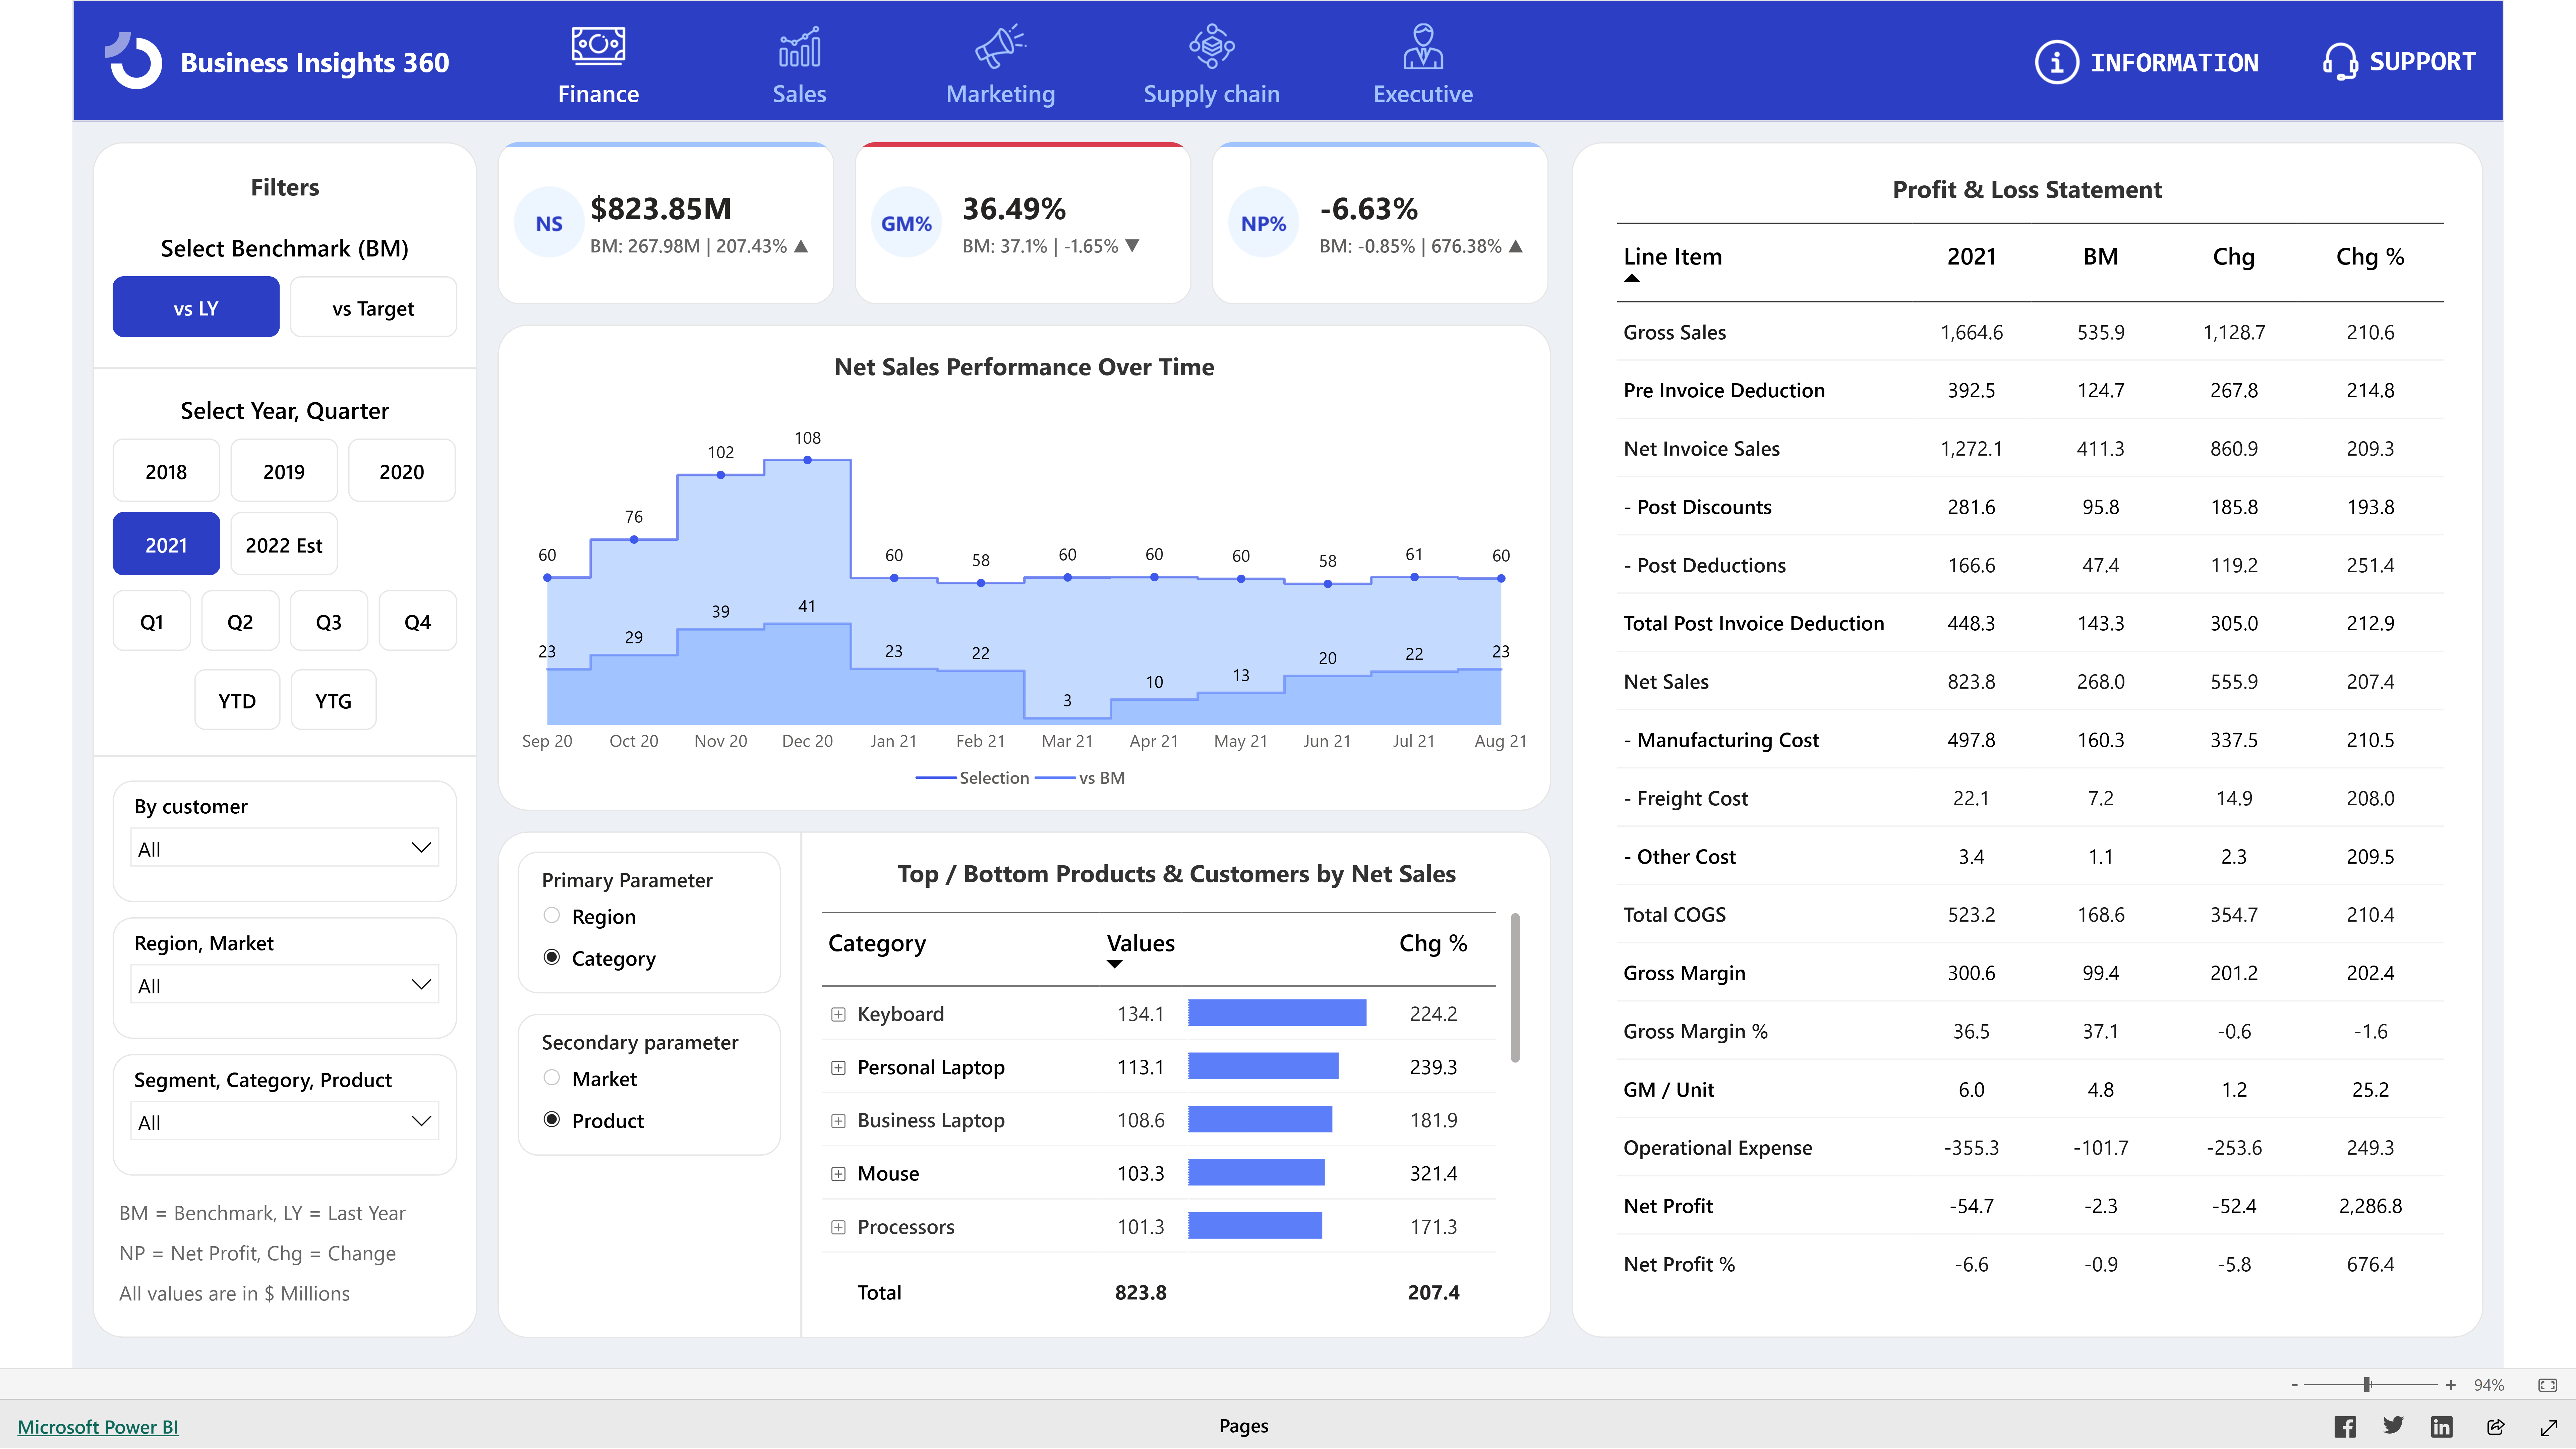 Business Insights 360
Finance
Sales
Marketing
Supply chain
Executive
INFORMATION
SUPPORT
Filters
Select Benchmark (BM)
vs LY
vs Target
Select Year, Quarter
2018 2019 2020
2021 2022 Est
Q1 Q2 Q3 Q4
YTD YTG
By customer
All
Region, Market
All
Segment, Category, Product
All
BM = Benchmark, LY = Last Year
NP = Net Profit, Chg = Change
All values are in $ Millions
NS
$823.85M
BM: 267.98M | 207.43% ▲
GM%
36.49%
BM: 37.1% | -1.65% ▼
NP%
-6.63%
BM: -0.85% | 676.38% ▲
Net Sales Performance Over Time
60 76 102 108 60 58 60 60 60 58 61 60
23 29 39 41 23 22 3 10 13 20 22 23
Sep 20 Oct 20 Nov 20 Dec 20 Jan 21 Feb 21 Mar 21 Apr 21 May 21 Jun 21 Jul 21 Aug 21
Selection vs BM
Primary Parameter
Region
Category
Secondary parameter
Market
Product
Top / Bottom Products & Customers by Net Sales
Category Values Chg %
Keyboard 134.1 224.2
Personal Laptop 113.1 239.3
Business Laptop 108.6 181.9
Mouse 103.3 321.4
Processors 101.3 171.3
Total 823.8 207.4
Profit & Loss Statement
Line Item 2021 BM Chg Chg %
Gross Sales 1,664.6 535.9 1,128.7 210.6
Pre Invoice Deduction 392.5 124.7 267.8 214.8
Net Invoice Sales 1,272.1 411.3 860.9 209.3
- Post Discounts 281.6 95.8 185.8 193.8
- Post Deductions 166.6 47.4 119.2 251.4
Total Post Invoice Deduction 448.3 143.3 305.0 212.9
Net Sales 823.8 268.0 555.9 207.4
- Manufacturing Cost 497.8 160.3 337.5 210.5
- Freight Cost 22.1 7.2 14.9 208.0
- Other Cost 3.4 1.1 2.3 209.5
Total COGS 523.2 168.6 354.7 210.4
Gross Margin 300.6 99.4 201.2 202.4
Gross Margin % 36.5 37.1 -0.6 -1.6
GM / Unit 6.0 4.8 1.2 25.2
Operational Expense -355.3 -101.7 -253.6 249.3
Net Profit -54.7 -2.3 -52.4 2,286.8
Net Profit % -6.6 -0.9 -5.8 676.4
- + 94%
Microsoft Power BI
Pages